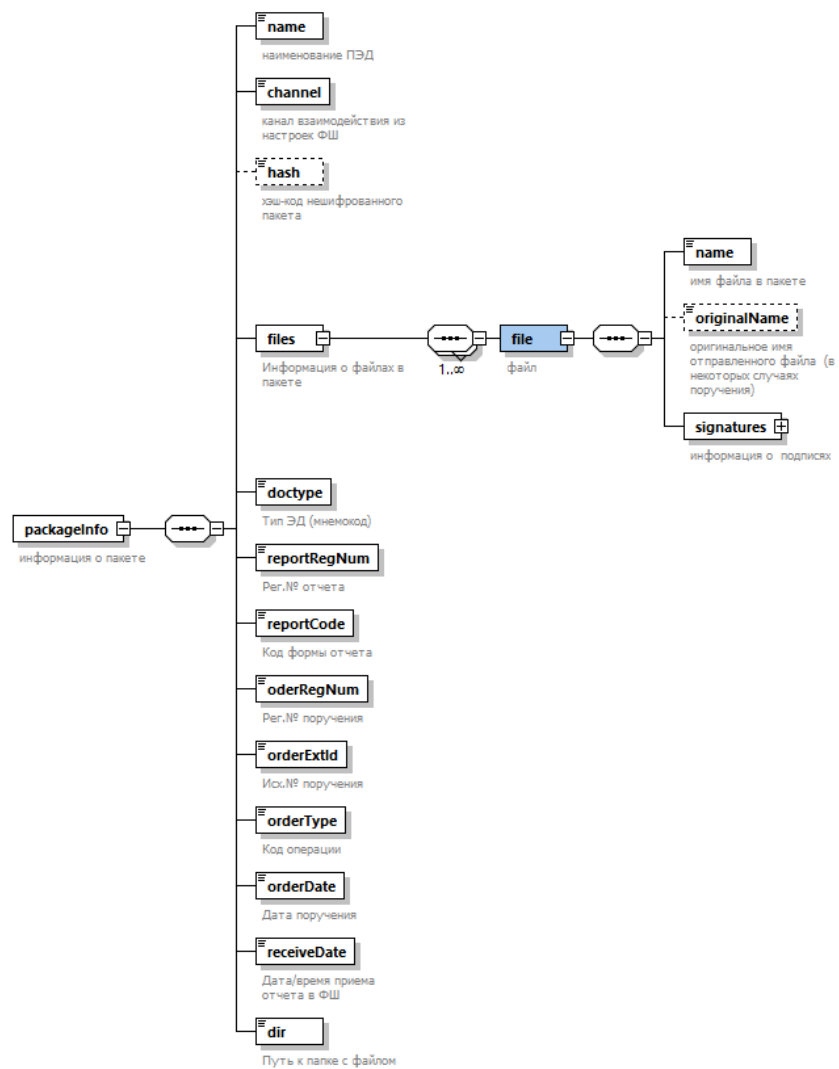 name
наименование ПЭД
channel
канал взаимодействия из
настроек ФШ
hash
хэш-код нешифрованного
пакета
files
Информация о файлах в
пакете
1..∞
file
файл
name
имя файла в пакете
originalName
оригинальное имя
отправленного файла (в
некоторых случаях
поручения)
signatures
информация о подписях
packageInfo
информация о пакете
doctype
Тип ЭД (мнемокод)
reportRegNum
Рег.№ отчета
reportCode
Код формы отчета
oderRegNum
Рег.№ поручения
orderExtId
Исх.№ поручения
orderType
Код операции
orderDate
Дата поручения
receiveDate
Дата/время приема
отчета в ФШ
dir
Путь к папке с файлом